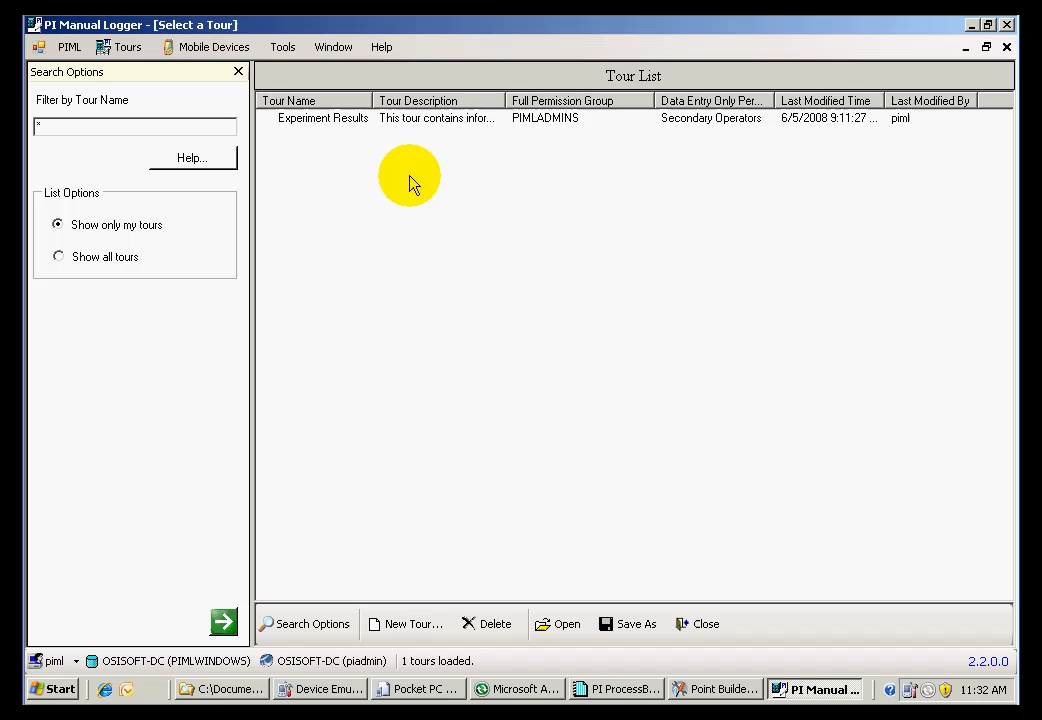 PI Manual Logger - [Select a Tour]
PIML Tours Mobile Devices Tools Window Help
Search Options
Filter by Tour Name
*
Help...
List Options
Show only my tours
Show all tours
Tour List
Tour Name Tour Description Full Permission Group Data Entry Only Per... Last Modified Time Last Modified By
Experiment Results This tour contains infor... PIMLADMINS Secondary Operators 6/5/2008 9:11:27 ... piml
Search Options New Tour... Delete Open Save As Close
piml OSISOFT-DC (PIMLWINDOWS) OSISOFT-DC (piadmin) 1 tours loaded. 2.2.0.0
Start C:\Docume... Device Emu... Pocket PC ... Microsoft A... PI ProcessB... Point Builde... PI Manual ... 11:32 AM